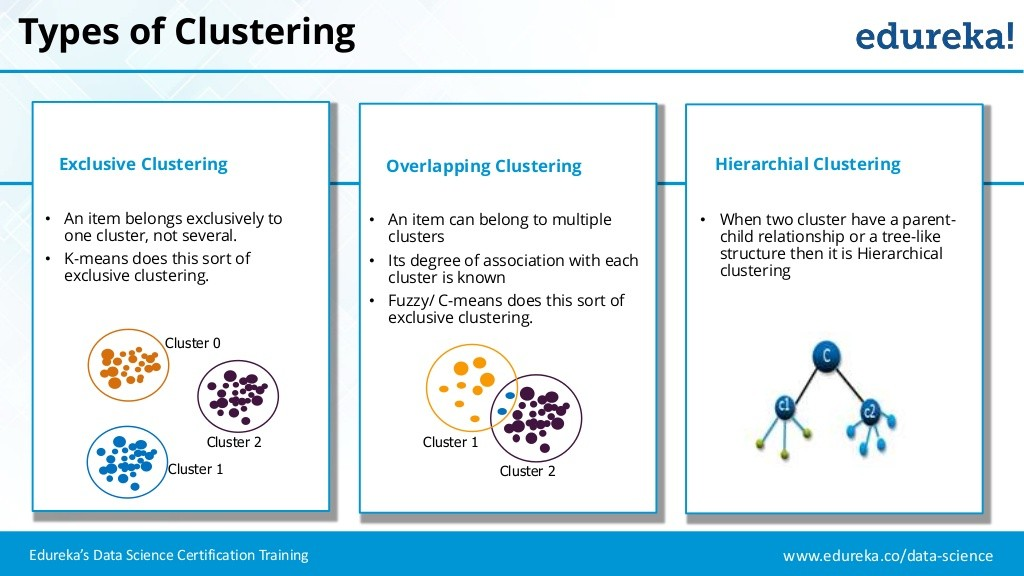 Types of Clustering
edureka!
Exclusive Clustering
• An item belongs exclusively to
one cluster, not several.
• K-means does this sort of
exclusive clustering.
Cluster 0
Cluster 2
Cluster 1
Overlapping Clustering
• An item can belong to multiple
clusters
• Its degree of association with each
cluster is known
• Fuzzy/ C-means does this sort of
exclusive clustering.
Cluster 1
Cluster 2
Hierarchial Clustering
• When two cluster have a parent-
child relationship or a tree-like
structure then it is Hierarchical
clustering
C
c1
c2
Edureka’s Data Science Certification Training
www.edureka.co/data-science